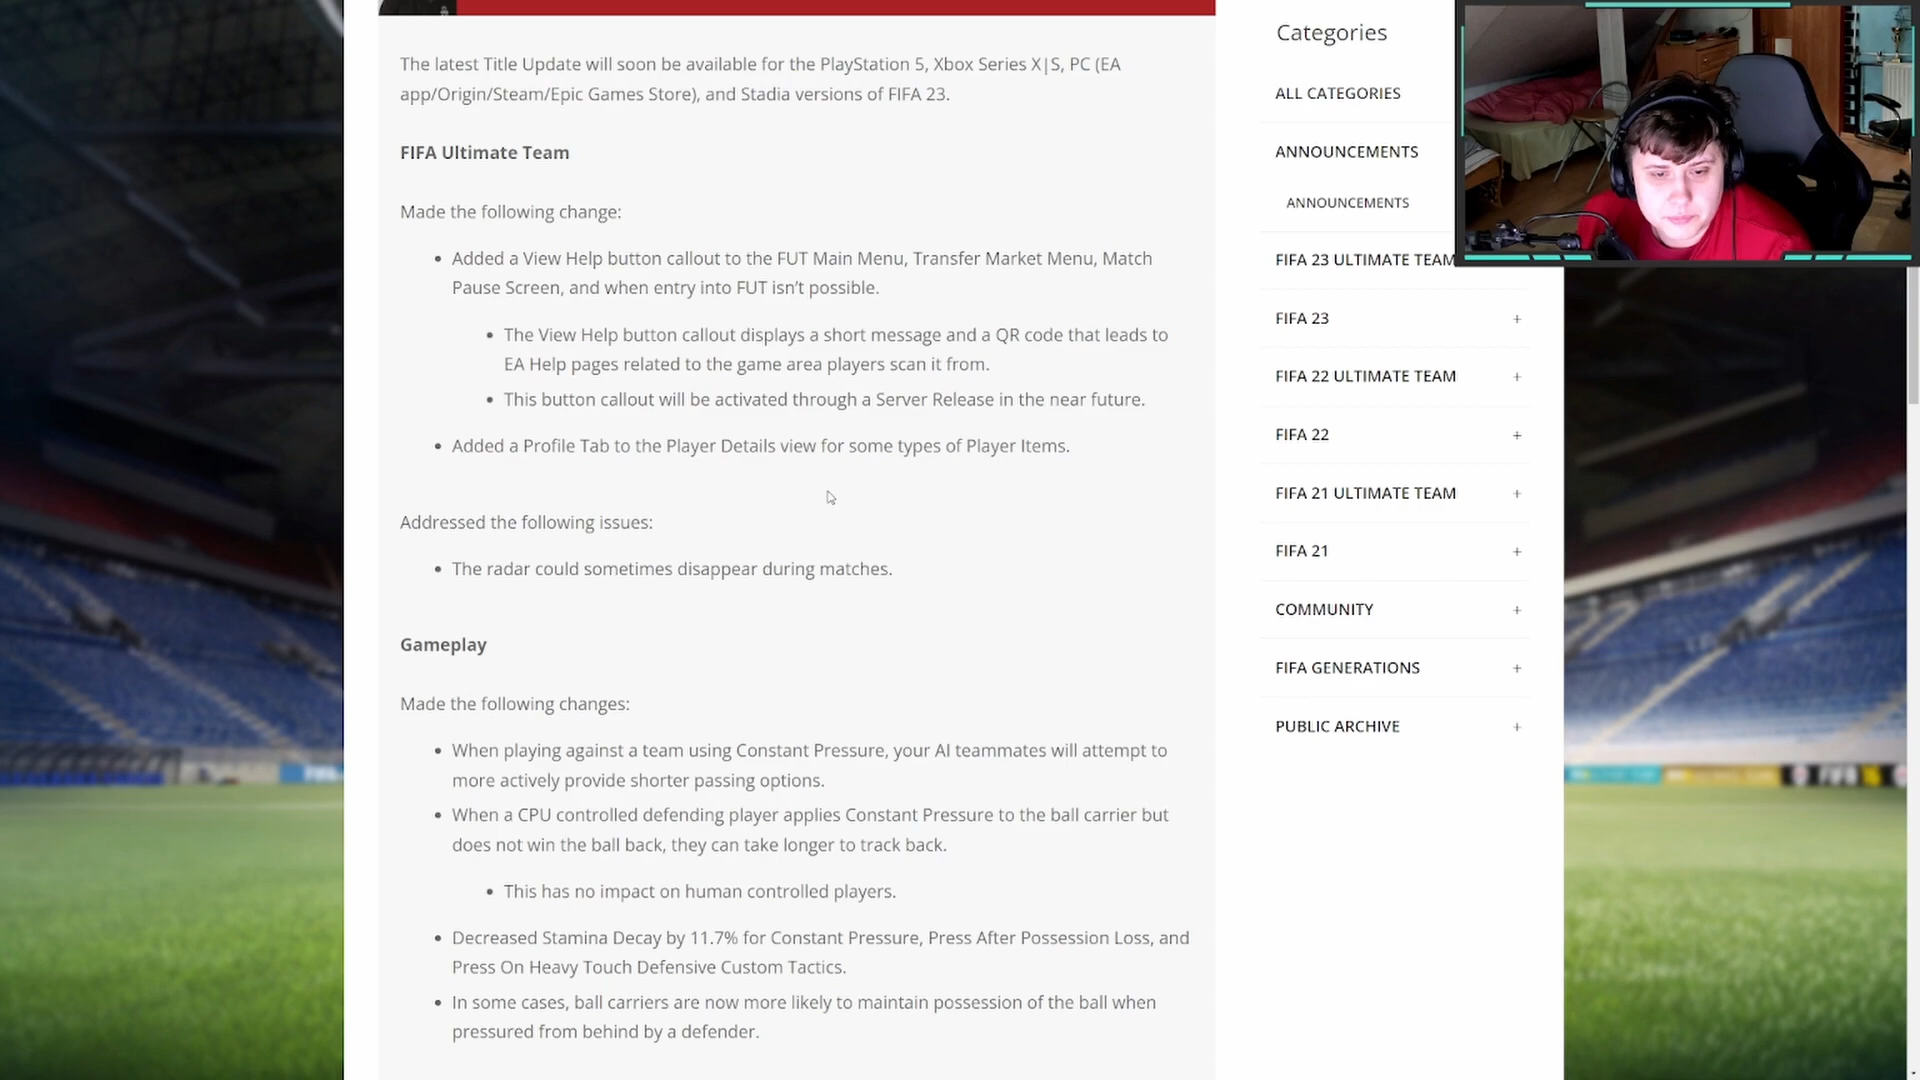 The latest Title Update will soon be available for the PlayStation 5, Xbox Series X|S, PC (EA
app/Origin/Steam/Epic Games Store), and Stadia versions of FIFA 23.
FIFA Ultimate Team
Made the following change:
• Added a View Help button callout to the FUT Main Menu, Transfer Market Menu, Match
Pause Screen, and when entry into FUT isn’t possible.
• The View Help button callout displays a short message and a QR code that leads to
EA Help pages related to the game area players scan it from.
• This button callout will be activated through a Server Release in the near future.
• Added a Profile Tab to the Player Details view for some types of Player Items.
Addressed the following issues:
• The radar could sometimes disappear during matches.
Gameplay
Made the following changes:
• When playing against a team using Constant Pressure, your AI teammates will attempt to
more actively provide shorter passing options.
• When a CPU controlled defending player applies Constant Pressure to the ball carrier but
does not win the ball back, they can take longer to track back.
• This has no impact on human controlled players.
• Decreased Stamina Decay by 11.7% for Constant Pressure, Press After Possession Loss, and
Press On Heavy Touch Defensive Custom Tactics.
• In some cases, ball carriers are now more likely to maintain possession of the ball when
pressured from behind by a defender.
Categories
ALL CATEGORIES
ANNOUNCEMENTS
ANNOUNCEMENTS
FIFA 23 ULTIMATE TEAM
FIFA 23 +
FIFA 22 ULTIMATE TEAM +
FIFA 22 +
FIFA 21 ULTIMATE TEAM +
FIFA 21 +
COMMUNITY +
FIFA GENERATIONS +
PUBLIC ARCHIVE +